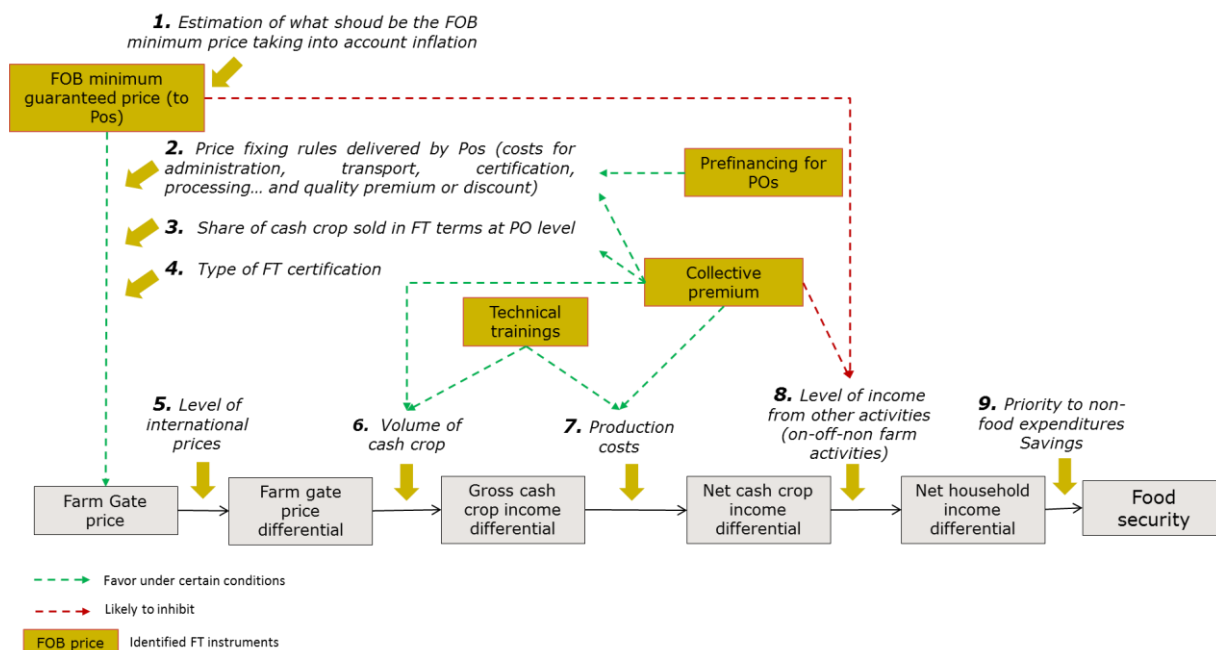 1. Estimation of what shoud be the FOB
minimum price taking into account inflation
FOB minimum
guaranteed price (to
Pos)
2. Price fixing rules delivered by Pos (costs for
administration, transport, certification,
processing... and quality premium or discount)
Prefinancing for
POs
3. Share of cash crop sold in FT terms at PO level
4. Type of FT certification
Collective
premium
Technical
trainings
5. Level of
international
prices
6. Volume of
cash crop
7. Production
costs
8. Level of income
from other activities
(on-off-non farm
activities)
9. Priority to non-
food expenditures
Savings
Farm Gate
price
Farm gate
price
differential
Gross cash
crop income
differential
Net cash crop
income
differential
Net household
income
differential
Food
security
Favor under certain conditions
Likely to inhibit
FOB price
Identified FT instruments